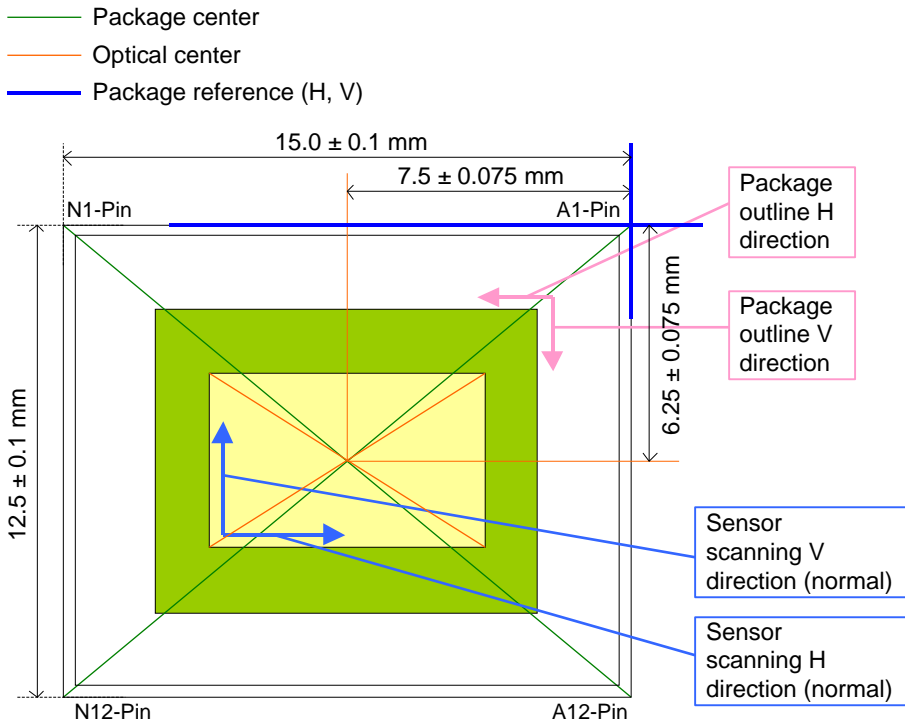 Package center
Optical center
Package reference (H, V)
15.0 ± 0.1 mm
7.5 ± 0.075 mm
N1-Pin
A1-Pin
Package
outline H
direction
Package
outline V
direction
6.25 ± 0.075 mm
12.5 ± 0.1 mm
Sensor
scanning V
direction (normal)
Sensor
scanning H
direction (normal)
N12-Pin
A12-Pin